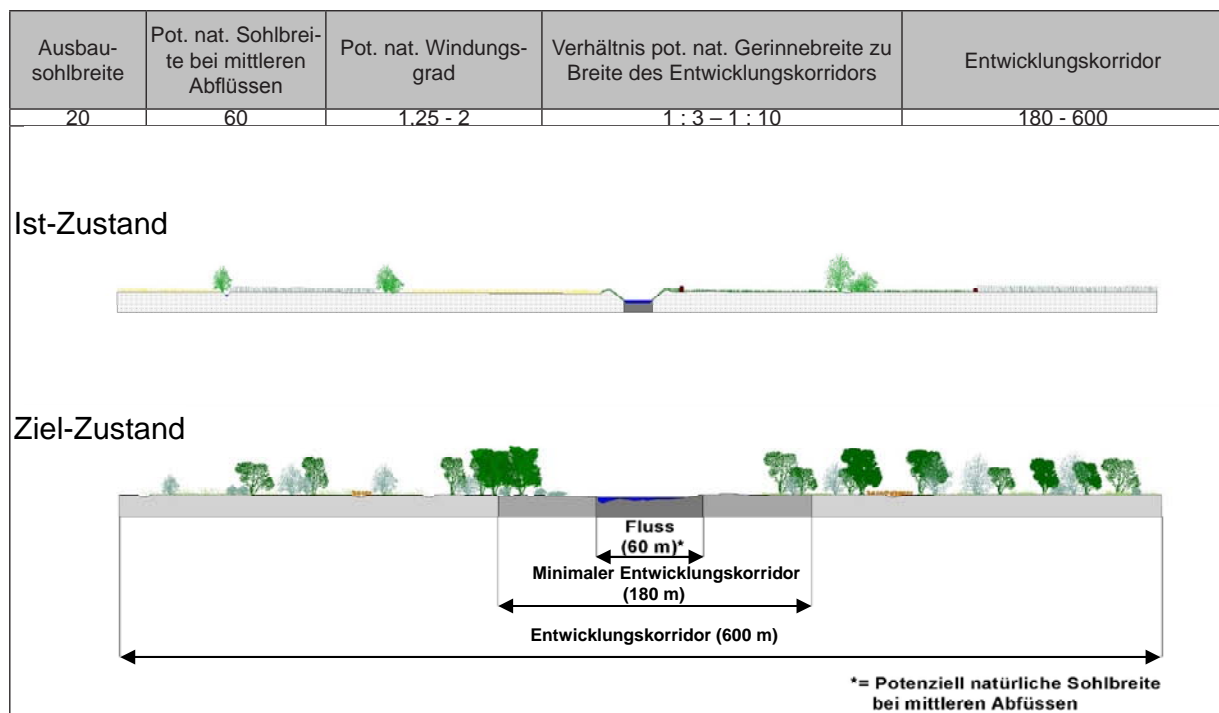 Ausbau-
sohlbreite
Pot. nat. Sohlbrei-
te bei mittleren
Abflüssen
Pot. nat. Windungs-
grad
Verhältnis pot. nat. Gerinnebreite zu
Breite des Entwicklungskorridors
Entwicklungskorridor
20
60
1,25 - 2
1 : 3 – 1 : 10
180 - 600
Ist-Zustand
Ziel-Zustand
Fluss
(60 m)*
Minimaler Entwicklungskorridor
(180 m)
Entwicklungskorridor (600 m)
*= Potenziell natürliche Sohlbreite
bei mittleren Abfüssen